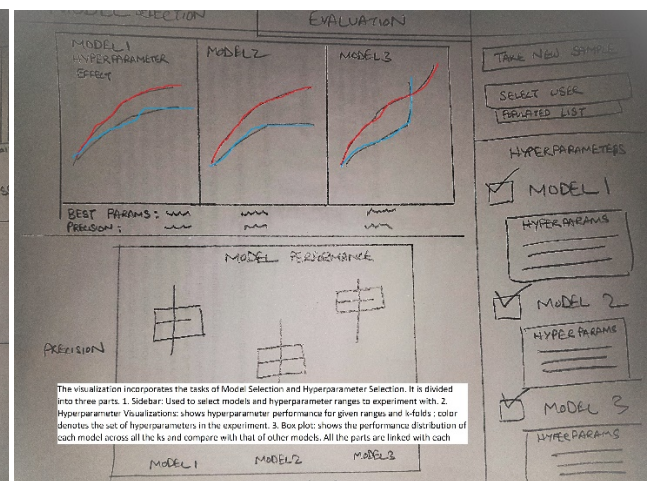 MODEL SELECTION
EVALUATION
MODEL 1
HYPERPARAMETER
EFFECT
MODEL 2
MODEL 3
BEST PARAMS :
PRECISION :
TAKE NEW SAMPLE
SELECT USER
POPULATED LIST
HYPERPARAMETERS
MODEL 1
HYPERPARAMS
MODEL 2
HYPERPARAMS
MODEL 3
HYPERPARAMS
MODEL PERFORMANCE
PRECISION
The visualization incorporates the tasks of Model Selection and Hyperparameter Selection. It is divided
into three parts. 1. Sidebar: Used to select models and hyperparameter ranges to experiment with. 2.
Hyperparameter Visualizations: shows hyperparameter performance for given ranges and k-folds ; color
denotes the set of hyperparameters in the experiment. 3. Box plot: shows the performance distribution of
each model across all the ks and compare with that of other models. All the parts are linked with each
MODEL 1
MODEL 2
MODEL 3